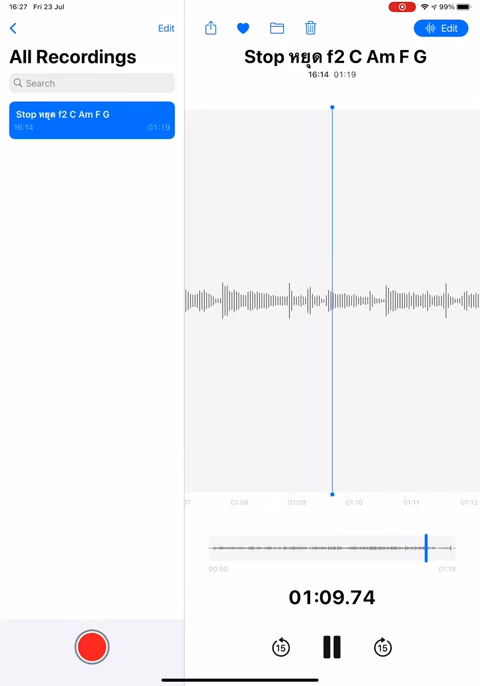 16:27 Fri 23 Jul
99%
Edit
All Recordings
Search
Stop หยุด f2 C Am F G
16:14 01:19
Edit
Stop หยุด f2 C Am F G
16:14 01:19
01:08 01:09 01:10 01:11 01:12
00:00 01:19
01:09.74
15 15